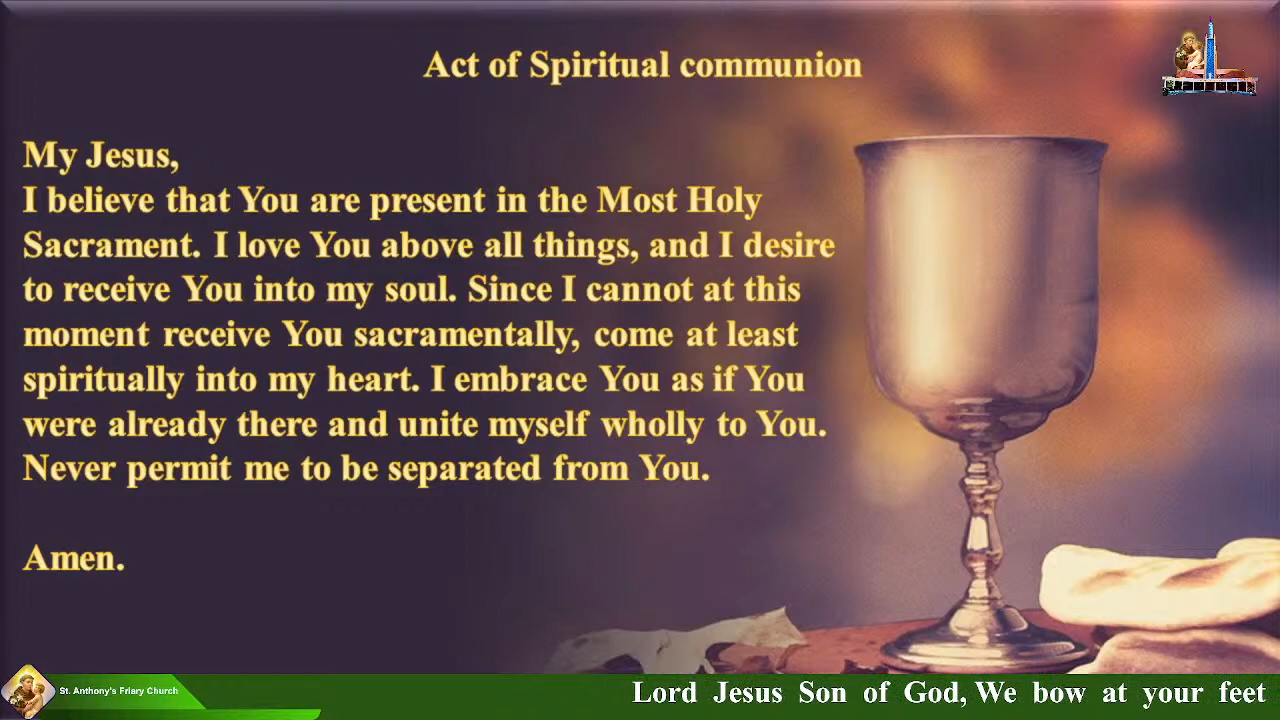 Act of Spiritual communion
My Jesus,
I believe that You are present in the Most Holy
Sacrament. I love You above all things, and I desire
to receive You into my soul. Since I cannot at this
moment receive You sacramentally, come at least
spiritually into my heart. I embrace You as if You
were already there and unite myself wholly to You.
Never permit me to be separated from You.
Amen.
St. Anthony's Friary Church
Lord Jesus Son of God, We bow at your feet